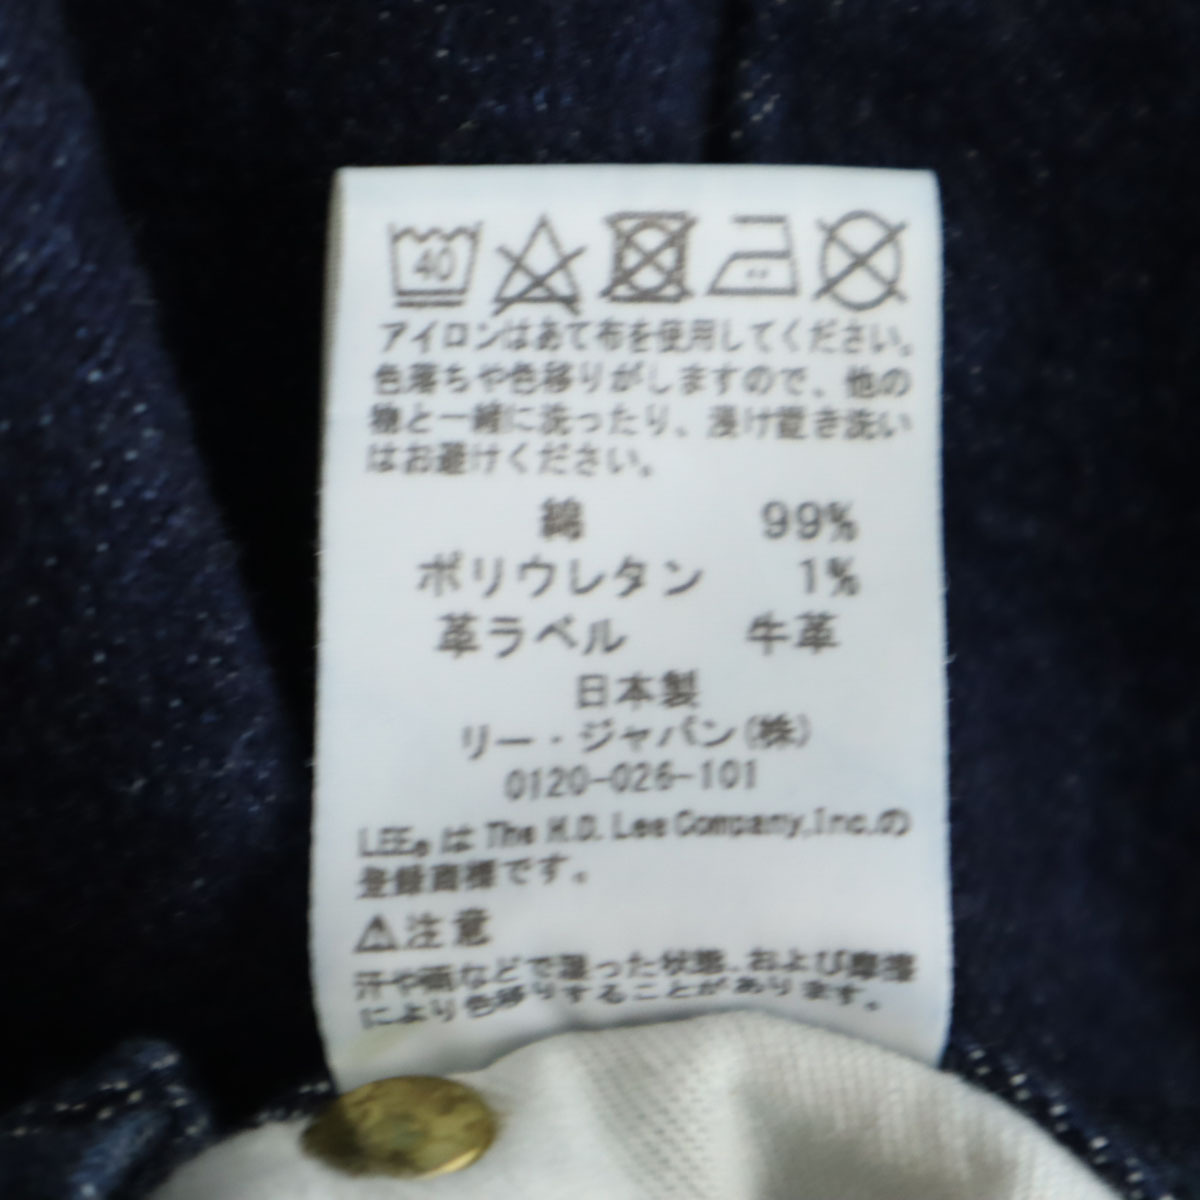 40
アイロンはあて布を使用してください。
色落ちや色移りがしますので、他の
物と一緒に洗ったり、浸け置き洗い
はお避けください。
綿 99%
ポリウレタン 1%
革ラベル 牛革
日本製
リー・ジャパン(株)
0120-026-101
LEE®は The H.D. Lee Company,Inc.の
登録商標です。
⚠注意
汗や雨などで湿った状態、および摩擦
により色移りすることがあります。